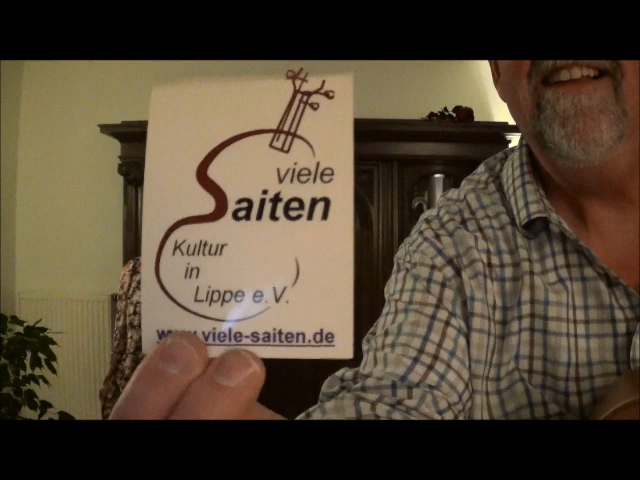 viele
Saiten
Kultur
in
Lippe e.V.
www.viele-saiten.de